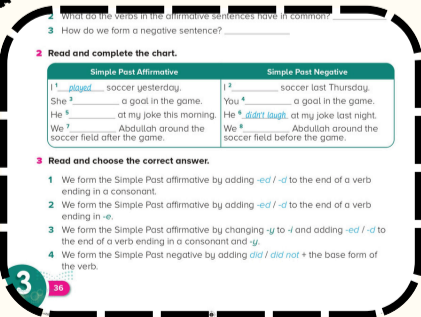 2 What do the verbs in the affirmative sentences have in common?
3 How do we form a negative sentence?
2 Read and complete the chart.
Simple Past Affirmative
I 1 played soccer yesterday.
She 3 a goal in the game.
He 5 at my joke this morning.
We 7 Abdullah around the
soccer field after the game.
Simple Past Negative
I 2 soccer last Thursday.
You 4 a goal in the game.
He 6 didn't laugh at my joke last night.
We 8 Abdullah around the
soccer field before the game.
3 Read and choose the correct answer.
1 We form the Simple Past affirmative by adding -ed / -d to the end of a verb
ending in a consonant.
2 We form the Simple Past affirmative by adding -ed / -d to the end of a verb
ending in -e.
3 We form the Simple Past affirmative by changing -y to -i and adding -ed / -d to
the end of a verb ending in a consonant and -y.
4 We form the Simple Past negative by adding did / did not + the base form of
the verb.
3
36